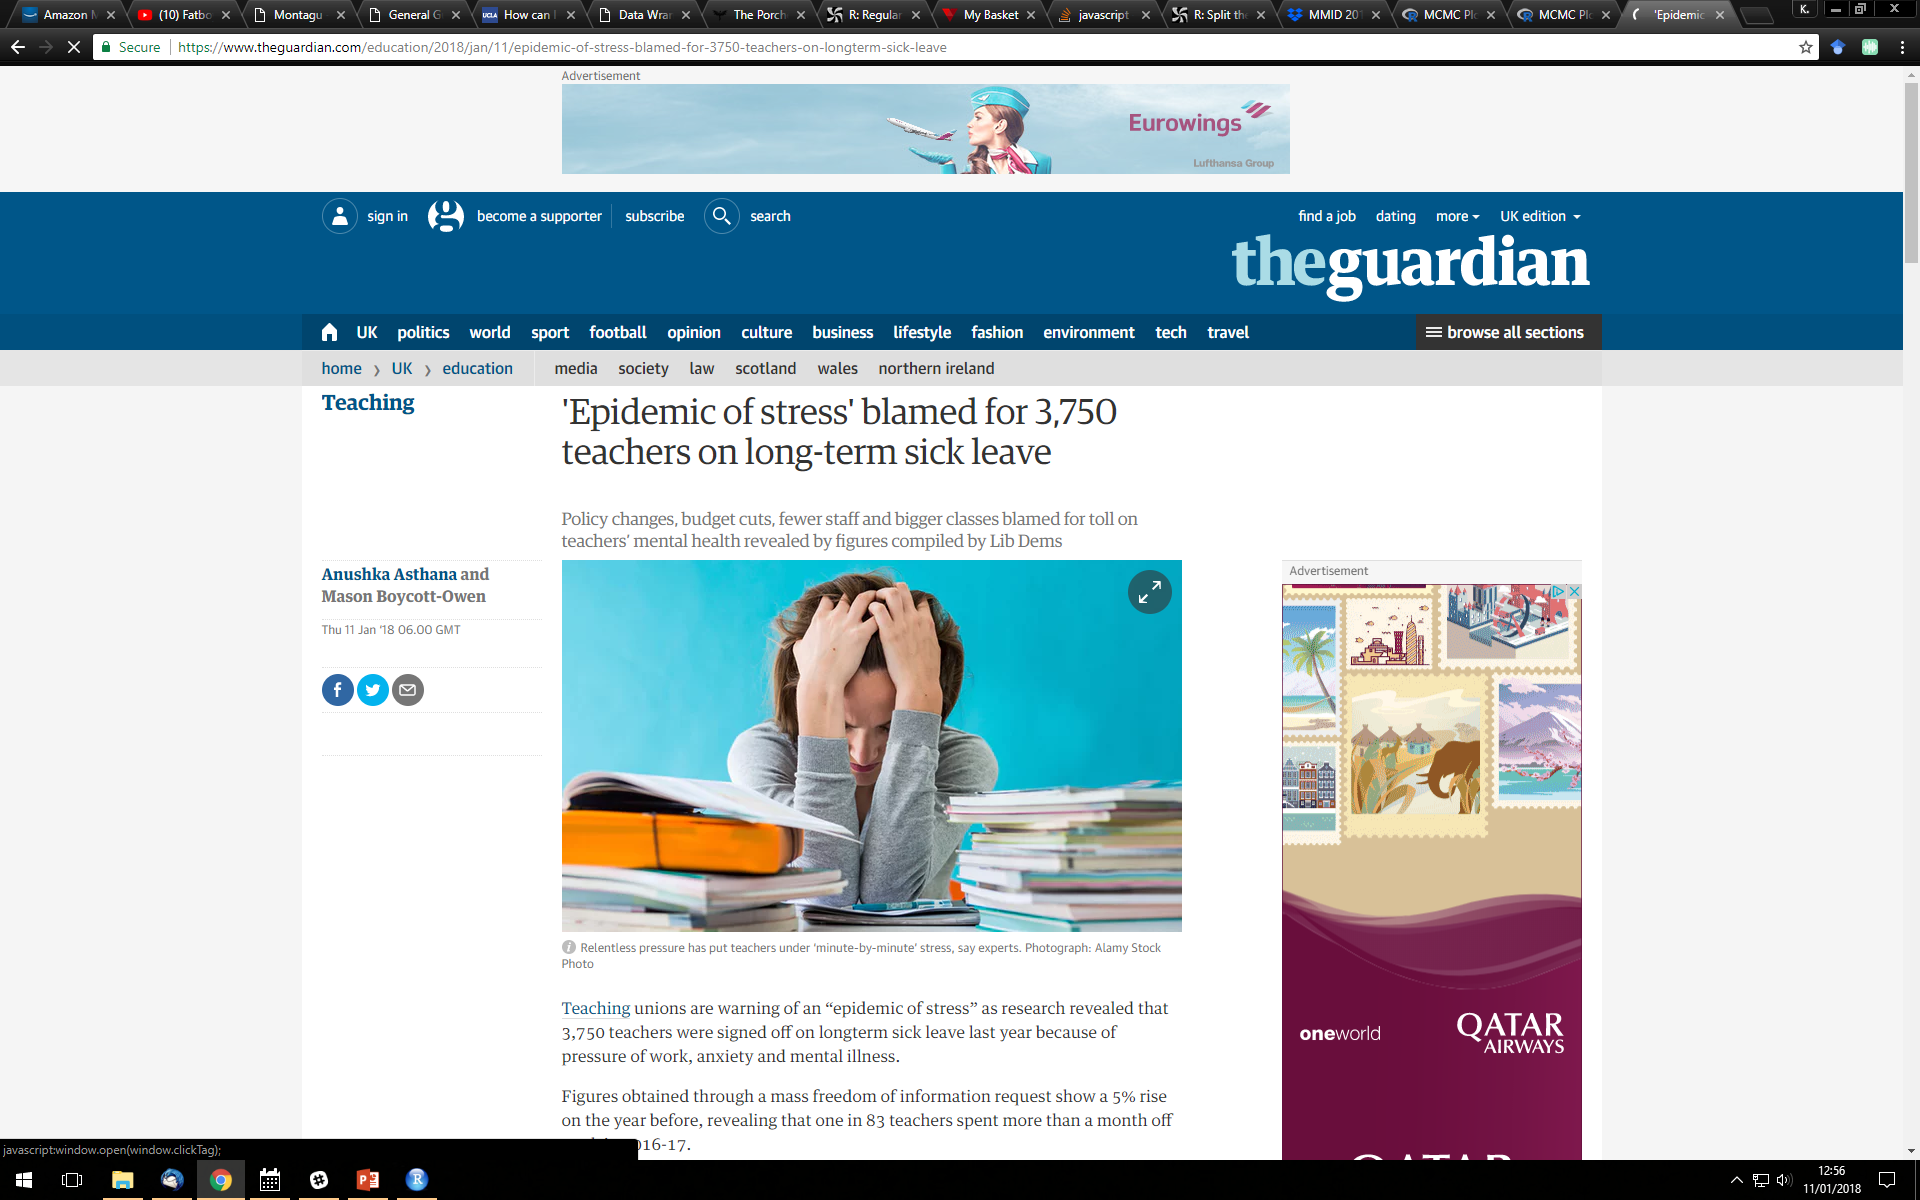 Amazon M
(10) Fatbo
Montagu
General G
UCLA How can I
Data Wra
The Porch
R: Regular
My Basket
javascript
R: Split th
MMID 201
MCMC Plo
MCMC Plo
'Epidemic
K.
Secure https://www.theguardian.com/education/2018/jan/11/epidemic-of-stress-blamed-for-3750-teachers-on-longterm-sick-leave
Advertisement
Eurowings
Lufthansa Group
sign in become a supporter subscribe search
find a job dating more UK edition
theguardian
UK politics world sport football opinion culture business lifestyle fashion environment tech travel browse all sections
home UK education media society law scotland wales northern ireland
Teaching
'Epidemic of stress' blamed for 3,750
teachers on long-term sick leave
Policy changes, budget cuts, fewer staff and bigger classes blamed for toll on
teachers' mental health revealed by figures compiled by Lib Dems
Anushka Asthana and
Mason Boycott-Owen
Thu 11 Jan '18 06.00 GMT
Advertisement
Relentless pressure has put teachers under 'minute-by-minute' stress, say experts. Photograph: Alamy Stock
Photo
Teaching unions are warning of an “epidemic of stress” as research revealed that
3,750 teachers were signed off on longterm sick leave last year because of
pressure of work, anxiety and mental illness.
Figures obtained through a mass freedom of information request show a 5% rise
on the year before, revealing that one in 83 teachers spent more than a month off
016-17.
oneworld
QATAR
AIRWAYS
QATAR
javascript:window.open(window.clickTag);
12:56
11/01/2018